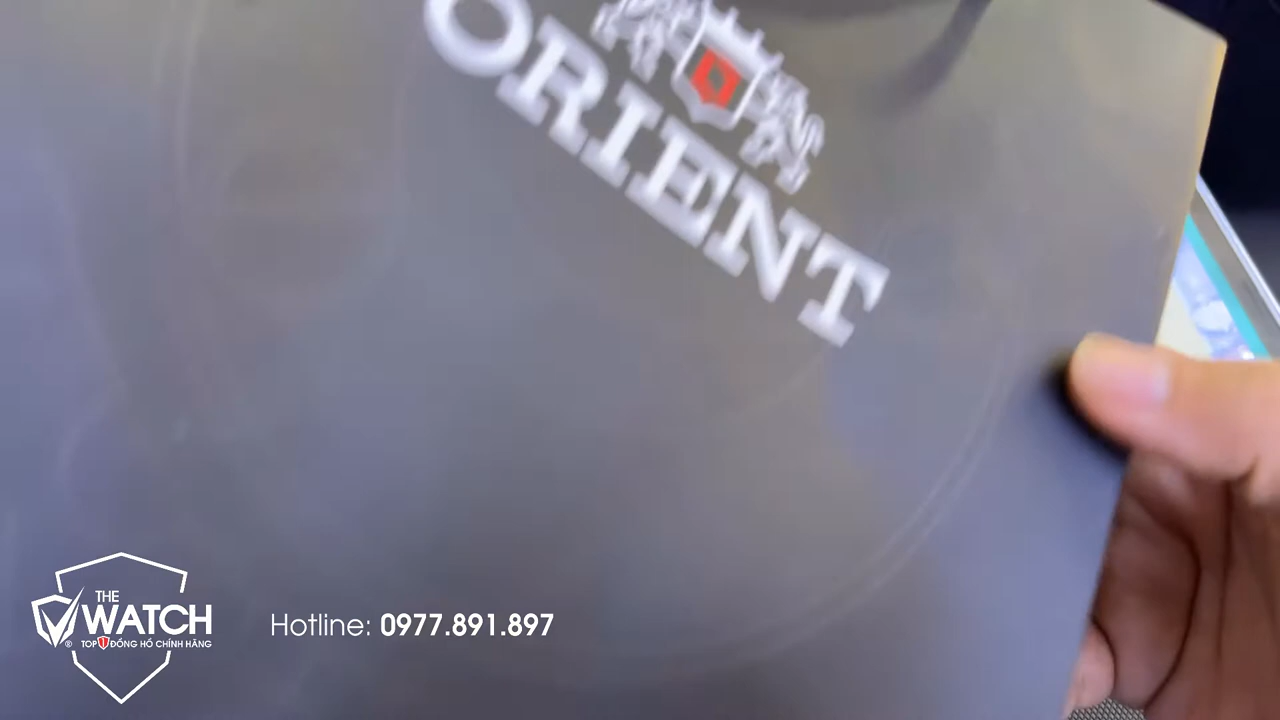 ORIENT
THE
WATCH
®
TOP 1 ĐỒNG HỒ CHÍNH HÃNG
Hotline: 0977.891.897